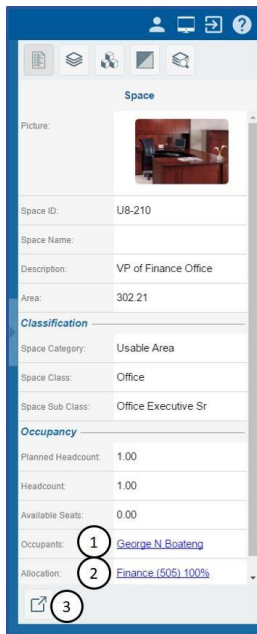 Space
Picture:
Space ID: U8-210
Space Name:
Description: VP of Finance Office
Area: 302.21
Classification
Space Category: Usable Area
Space Class: Office
Space Sub Class: Office Executive Sr
Occupancy
Planned Headcount: 1.00
Headcount: 1.00
Available Seats: 0.00
Occupants: 1 George N Boateng
Allocation: 2 Finance (505) 100%
3